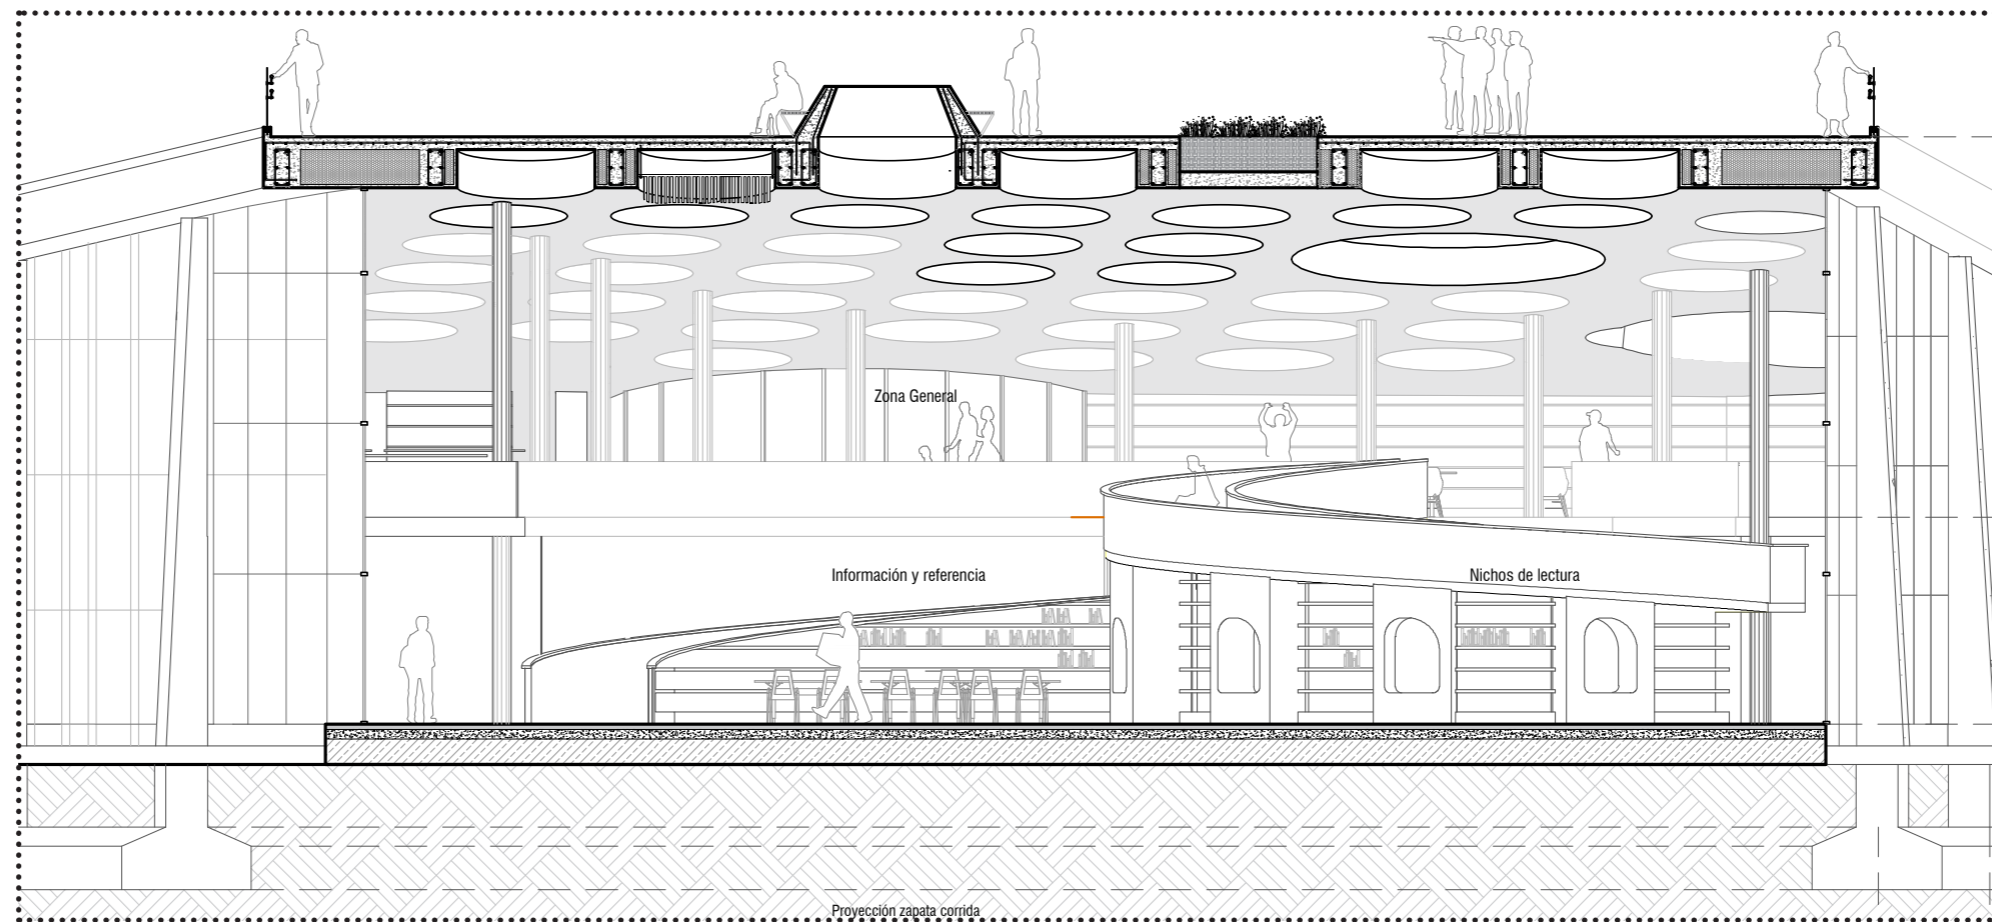 Zona General
Información y referencia
Nichos de lectura
Proyección zapata corrida